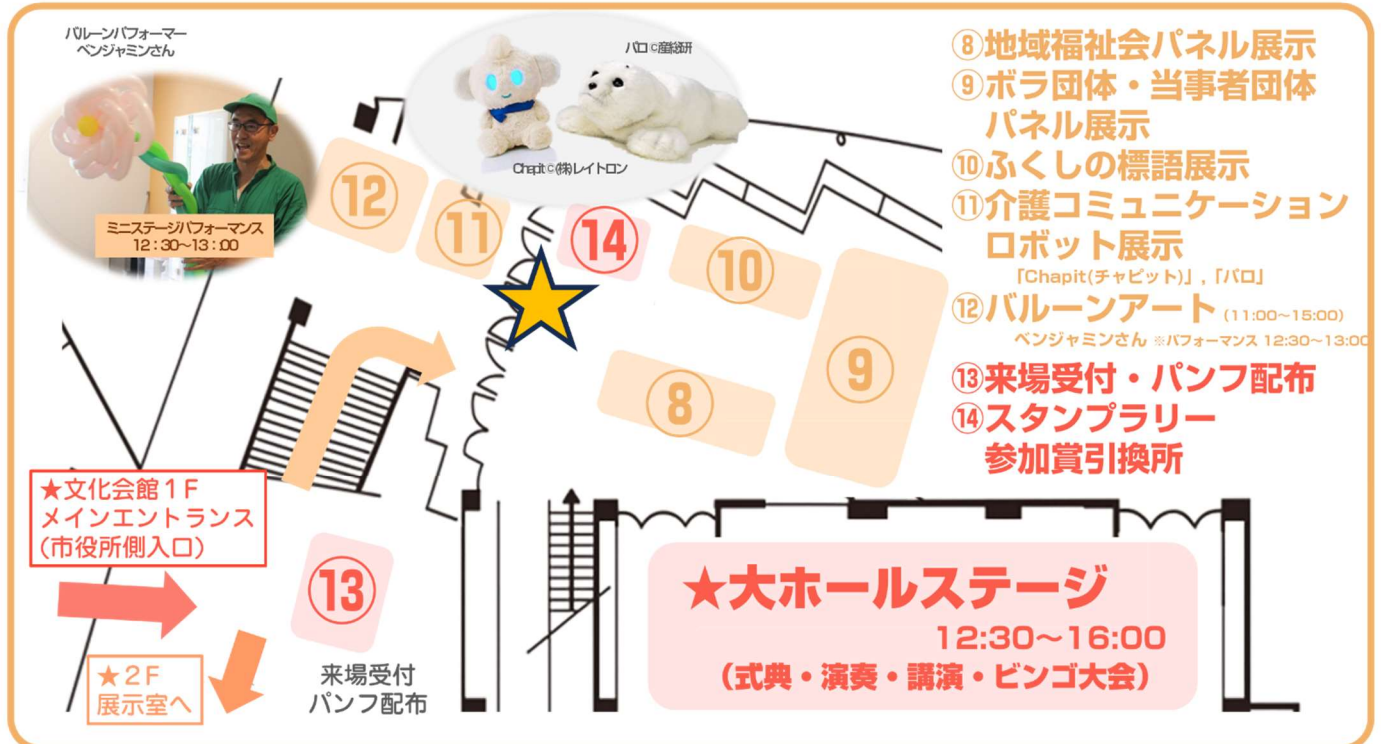 バルーンパフォーマー
ベンジャミンさん
ミニステージパフォーマンス
12：30〜13：00
パロ©産総研
Chapit©(株)レイトロン
⑫
⑪
⑭
⑩
⑨
⑧
⑧地域福祉会パネル展示
⑨ボラ団体・当事者団体
パネル展示
⑩ふくしの標語展示
⑪介護コミュニケーション
ロボット展示
「Chapit(チャピット)」,「パロ」
⑫バルーンアート（11:00〜15:00）
ベンジャミンさん ※パフォーマンス 12:30〜13:00
⑬来場受付・パンフ配布
⑭スタンプラリー
参加賞引換所
★文化会館１Ｆ
メインエントランス
(市役所側入口)
⑬
来場受付
パンフ配布
★２Ｆ
展示室へ
★大ホールステージ
12:30〜16:00
（式典・演奏・講演・ビンゴ大会）